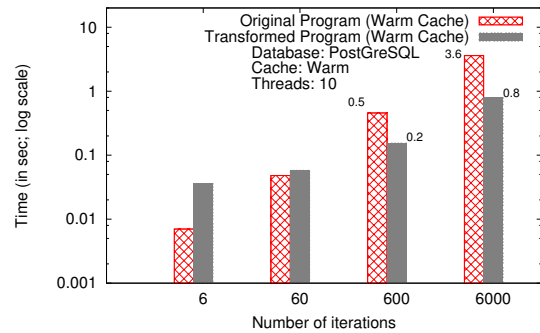 Original Program (Warm Cache)
Transformed Program (Warm Cache)
Database: PostGreSQL
Cache: Warm
Threads: 10
10
1
0.1
0.01
0.001
Time (in sec; log scale)
0.5
0.2
3.6
0.8
6
60
600
6000
Number of iterations